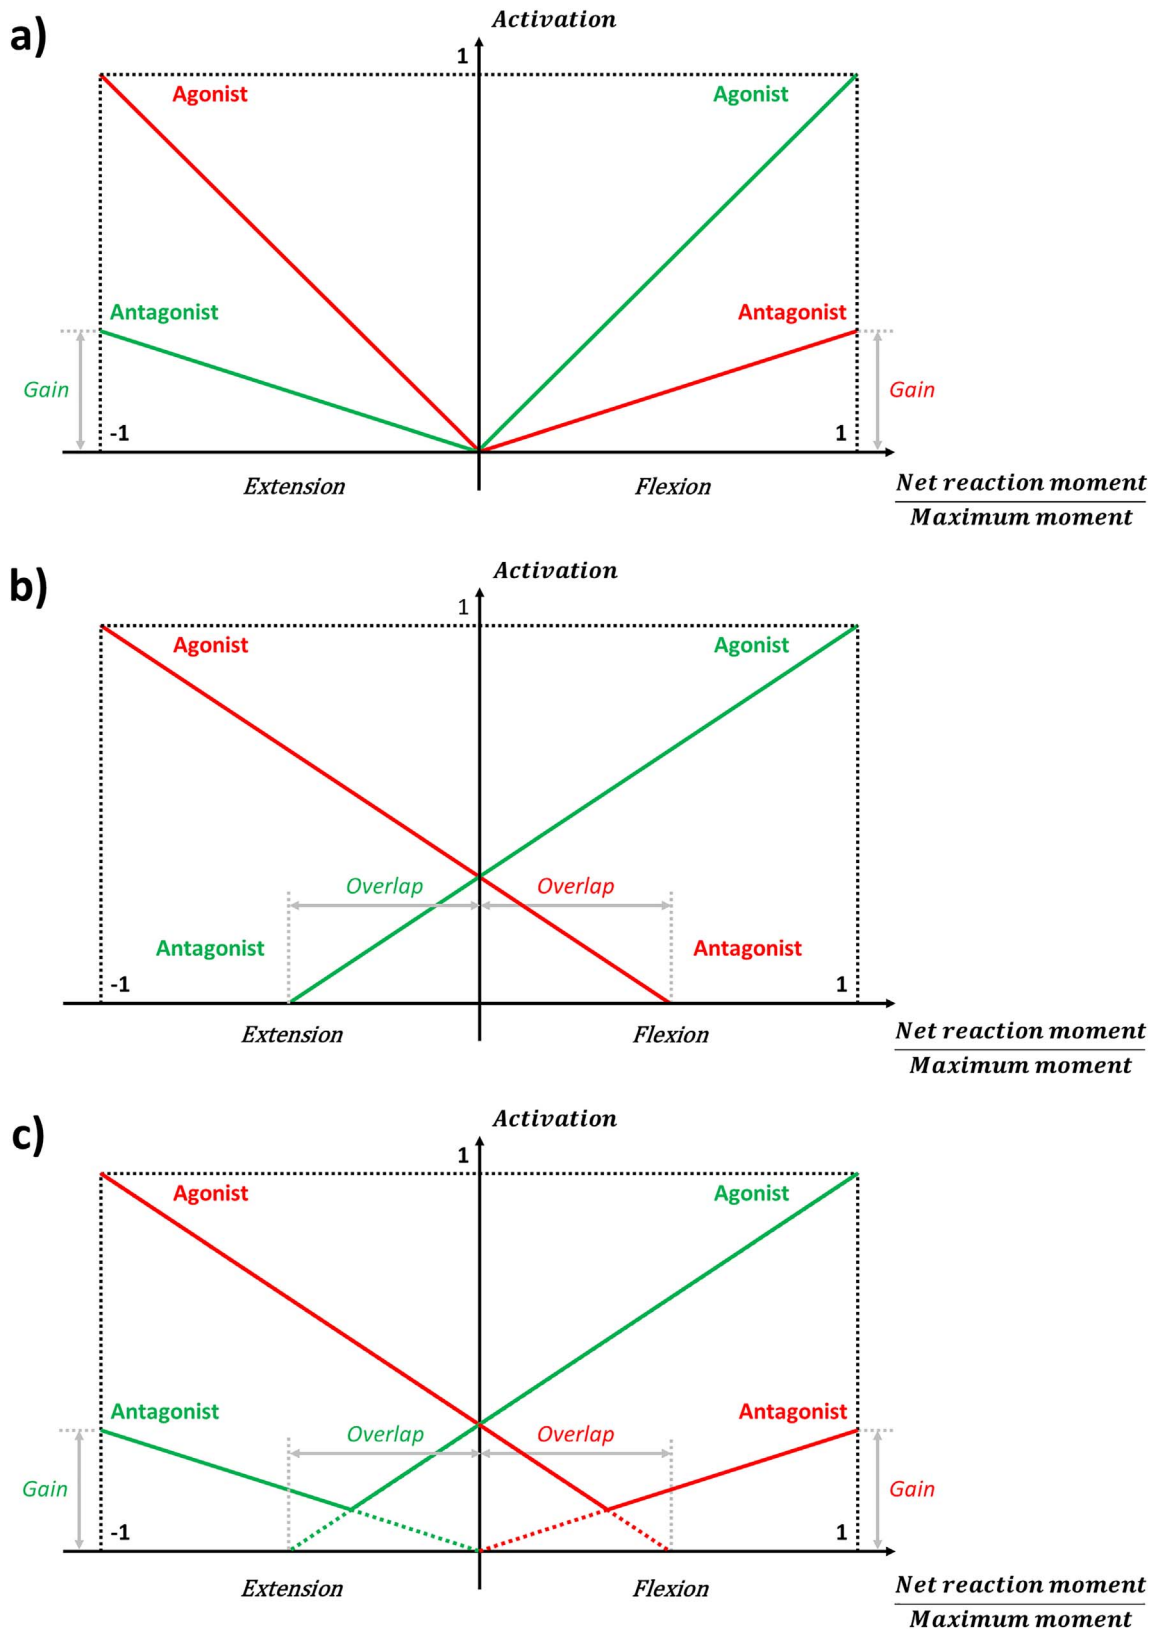 a)
Activation
1
Agonist
Agonist
Antagonist
Antagonist
Gain
Gain
-1
1
Extension
Flexion
Net reaction moment
Maximum moment
b)
Activation
1
Agonist
Agonist
Overlap
Overlap
Antagonist
Antagonist
-1
1
Extension
Flexion
Net reaction moment
Maximum moment
c)
Activation
1
Agonist
Agonist
Antagonist
Antagonist
Overlap
Overlap
Gain
Gain
-1
1
Extension
Flexion
Net reaction moment
Maximum moment